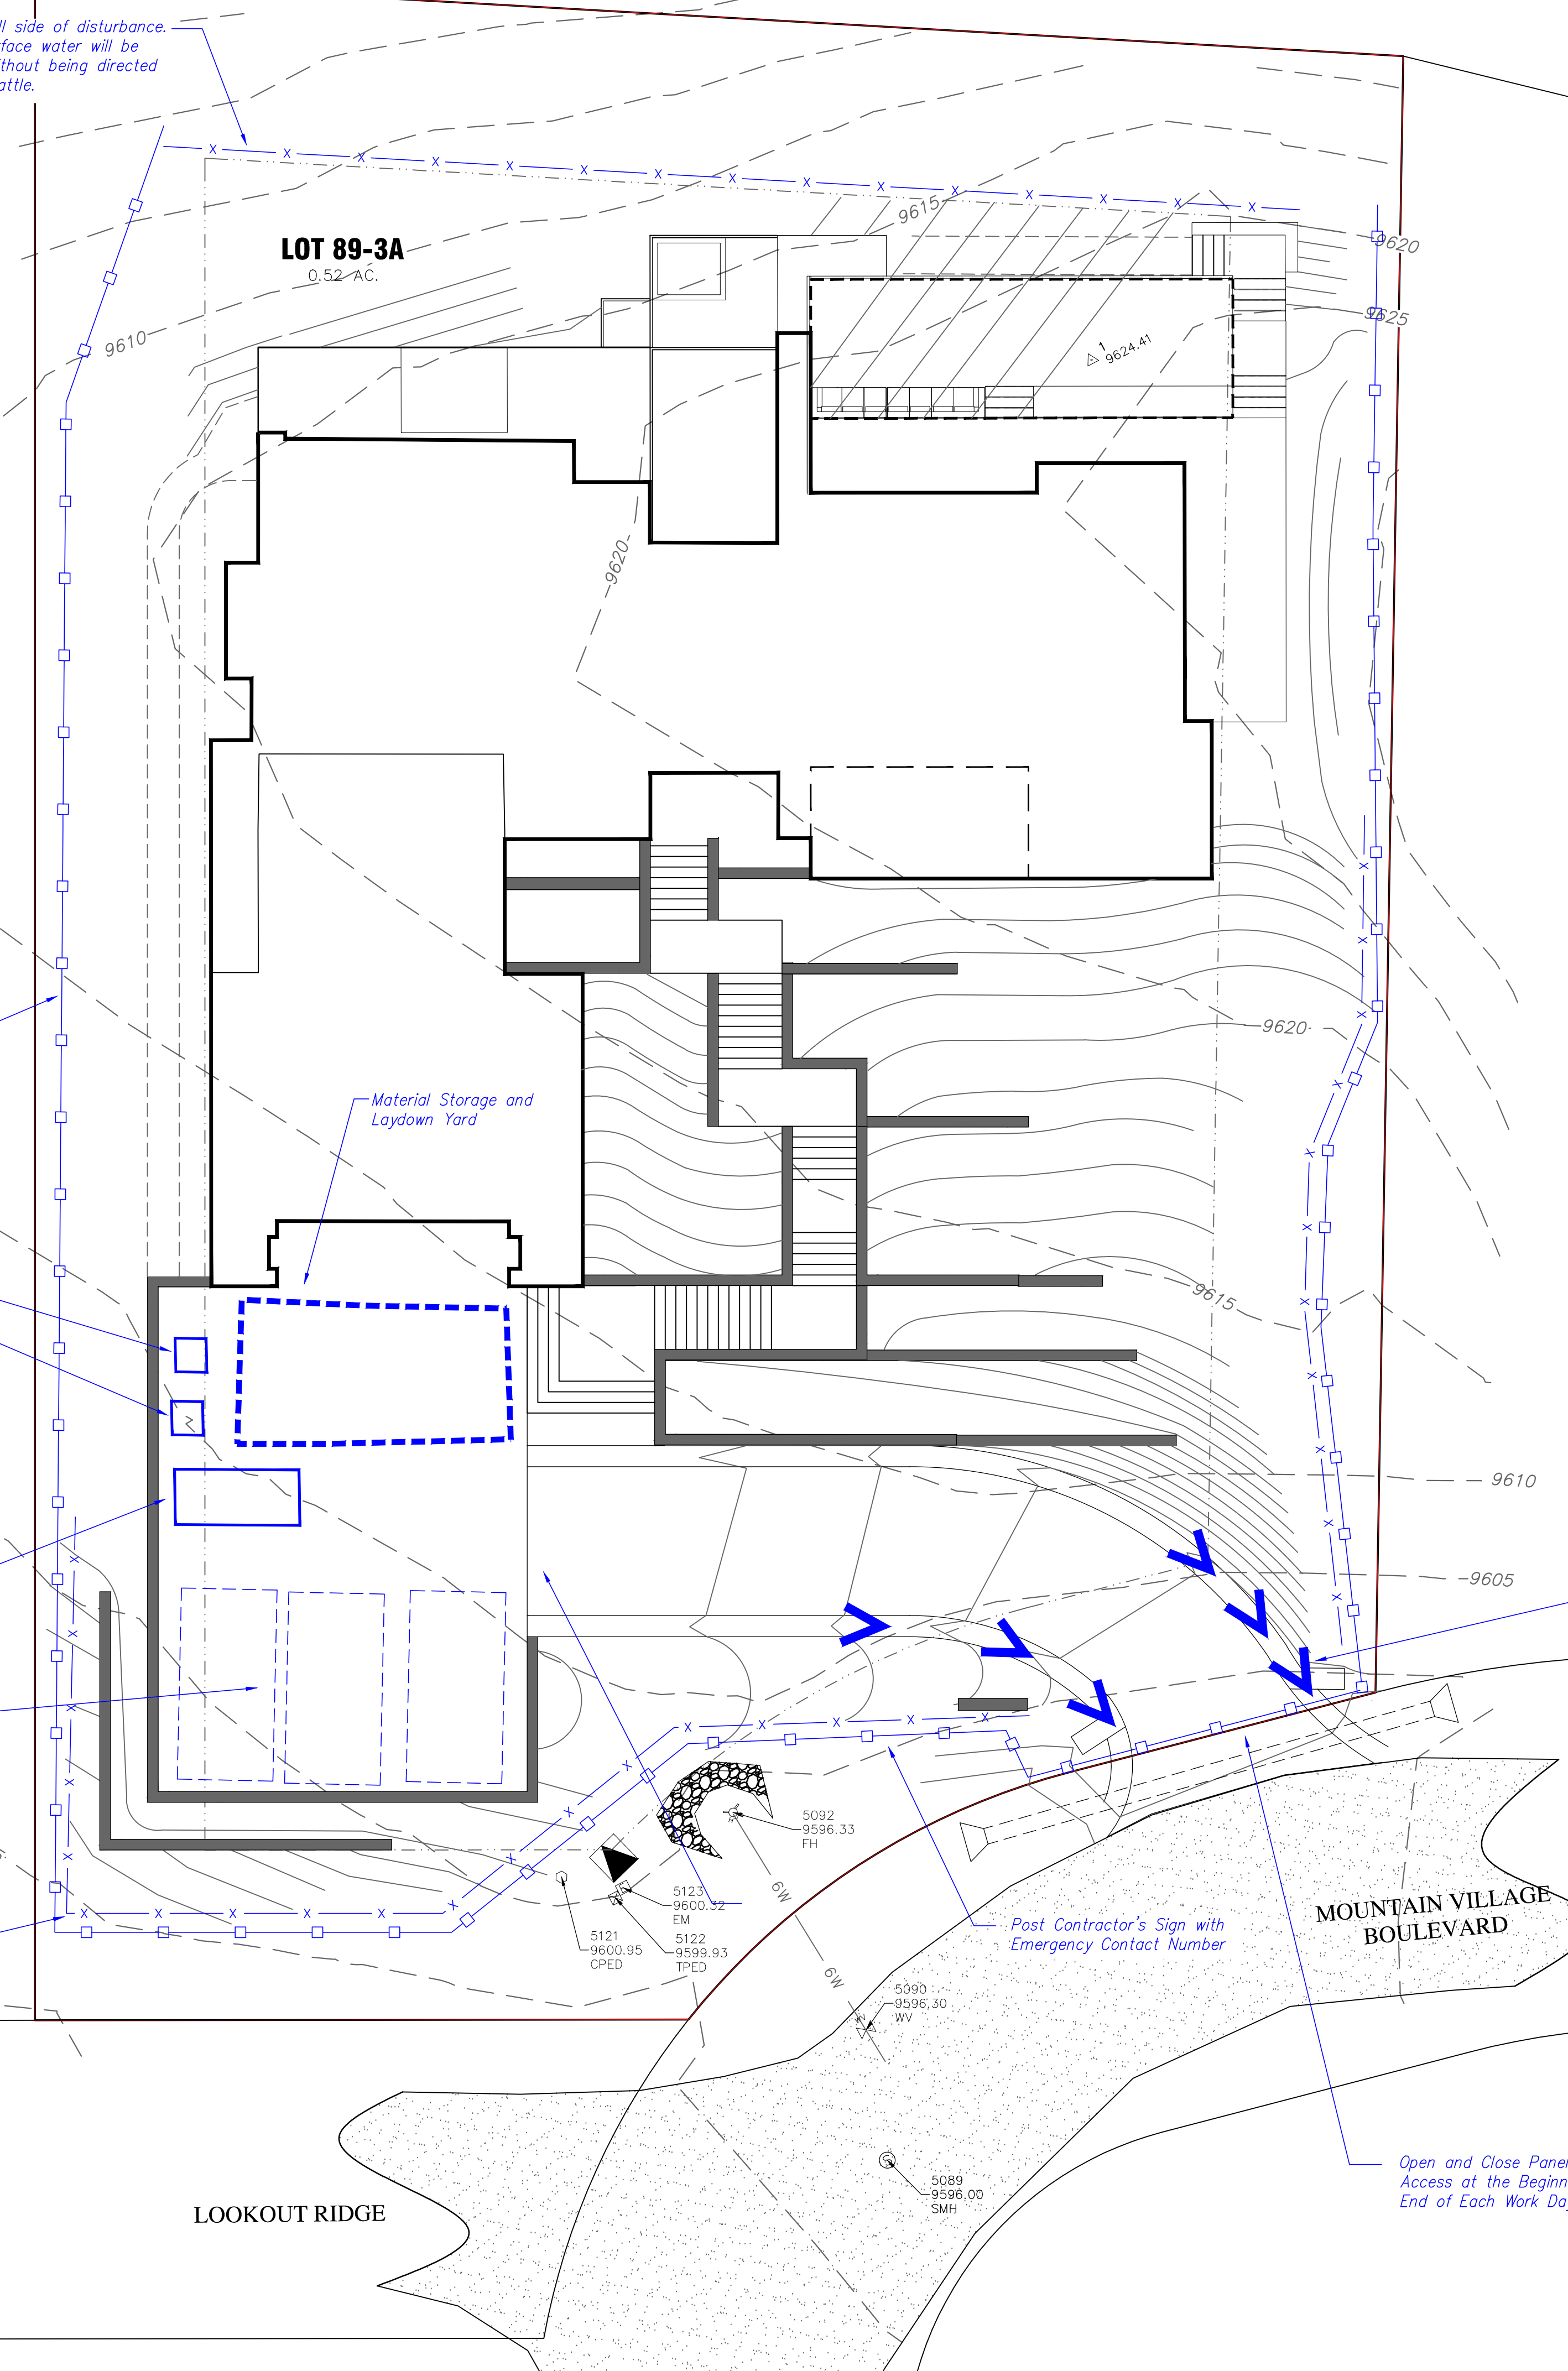 ll side of disturbance.
rface water will be
ithout being directed
attle.
LOT 89-3A
0.52 AC.
9615
9620
9625
9610
1
9624.41
9620
9620
Material Storage and
Laydown Yard
9615
9610
9605
5092
9596.33
FH
5123
9600.32
EM
5122
9599.93
TPED
5121
9600.95
CPED
6W
6W
Post Contractor's Sign with
Emergency Contact Number
MOUNTAIN VILLAGE
BOULEVARD
5090
9596.30
WV
5089
9596.00
SMH
LOOKOUT RIDGE
Open and Close Panel
Access at the Beginn
End of Each Work Da